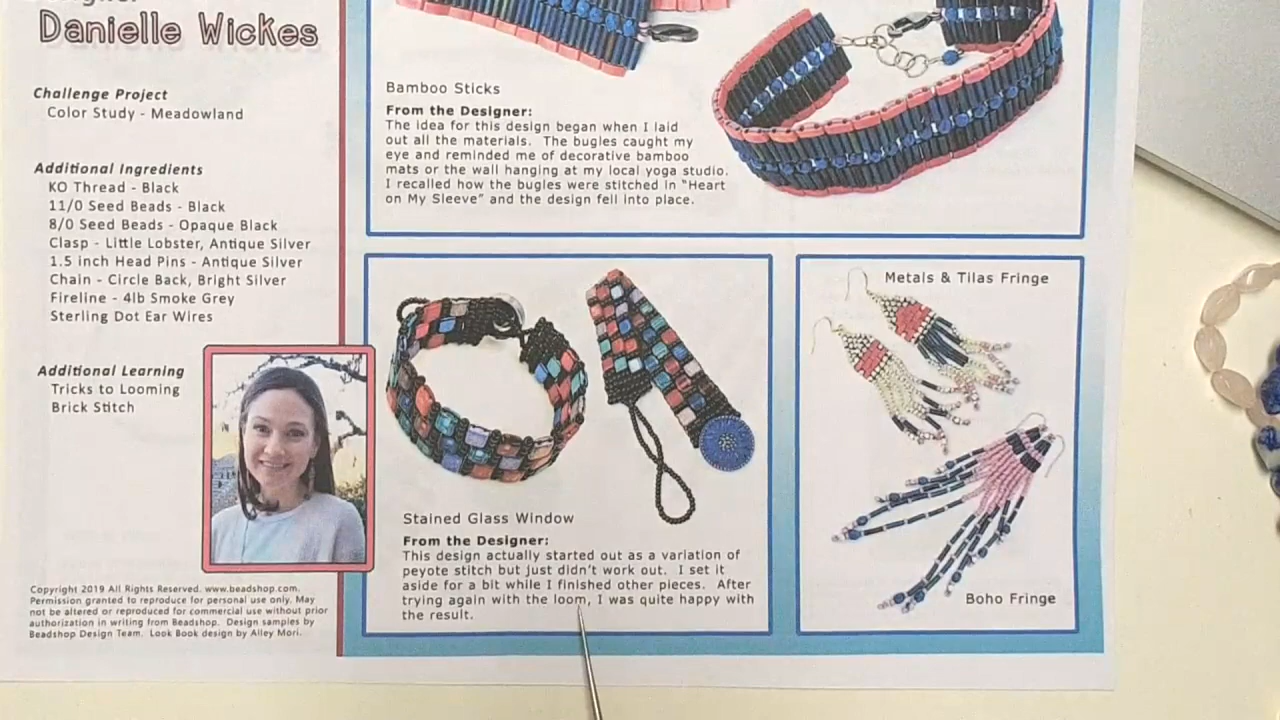 Danielle Wickes
Challenge Project
Color Study - Meadowland
Additional Ingredients
KO Thread - Black
11/0 Seed Beads - Black
8/0 Seed Beads - Opaque Black
Clasp - Little Lobster, Antique Silver
1.5 inch Head Pins - Antique Silver
Chain - Circle Back, Bright Silver
Fireline - 4lb Smoke Grey
Sterling Dot Ear Wires
Additional Learning
Tricks to Looming
Brick Stitch
Copyright 2019 All Rights Reserved. www.beadshop.com.
Permission granted to reproduce for personal use only, May
not be altered or reproduced for commercial use without prior
authorization in writing from Beadshop. Design samples by
Beadshop Design Team. Look Book design by Alley Mori.
Bamboo Sticks
From the Designer:
The idea for this design began when I laid
out all the materials. The bugles caught my
eye and reminded me of decorative bamboo
mats or the wall hanging at my local yoga studio.
I recalled how the bugles were stitched in "Heart
on My Sleeve" and the design fell into place.
Stained Glass Window
From the Designer:
This design actually started out as a variation of
peyote stitch but just didn't work out. I set it
aside for a bit while I finished other pieces. After
trying again with the loom, I was quite happy with
the result.
Metals & Tilas Fringe
Boho Fringe